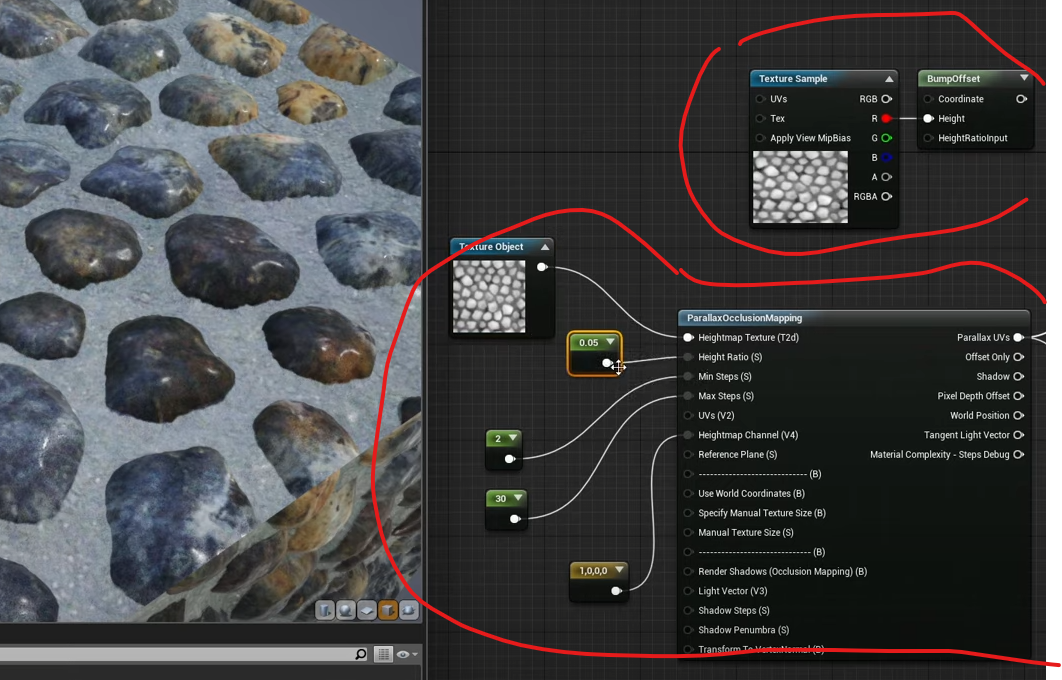 Texture Sample
UVs RGB
Tex R
Apply View MipBias G
B
A
RGBA
BumpOffset
Coordinate
Height
HeightRatioInput
Texture Object
0.05
2
30
1,0,0,0
ParallaxOcclusionMapping
Heightmap Texture (T2d) Parallax UVs
Height Ratio (S) Offset Only
Min Steps (S) Shadow
Max Steps (S) Pixel Depth Offset
UVs (V2) World Position
Heightmap Channel (V4) Tangent Light Vector
Reference Plane (S) Material Complexity - Steps Debug
---------------------------- (B)
Use World Coordinates (B)
Specify Manual Texture Size (B)
Manual Texture Size (S)
----------------------------- (B)
Render Shadows (Occlusion Mapping) (B)
Light Vector (V3)
Shadow Steps (S)
Shadow Penumbra (S)
Transform To VertexNormal (B)